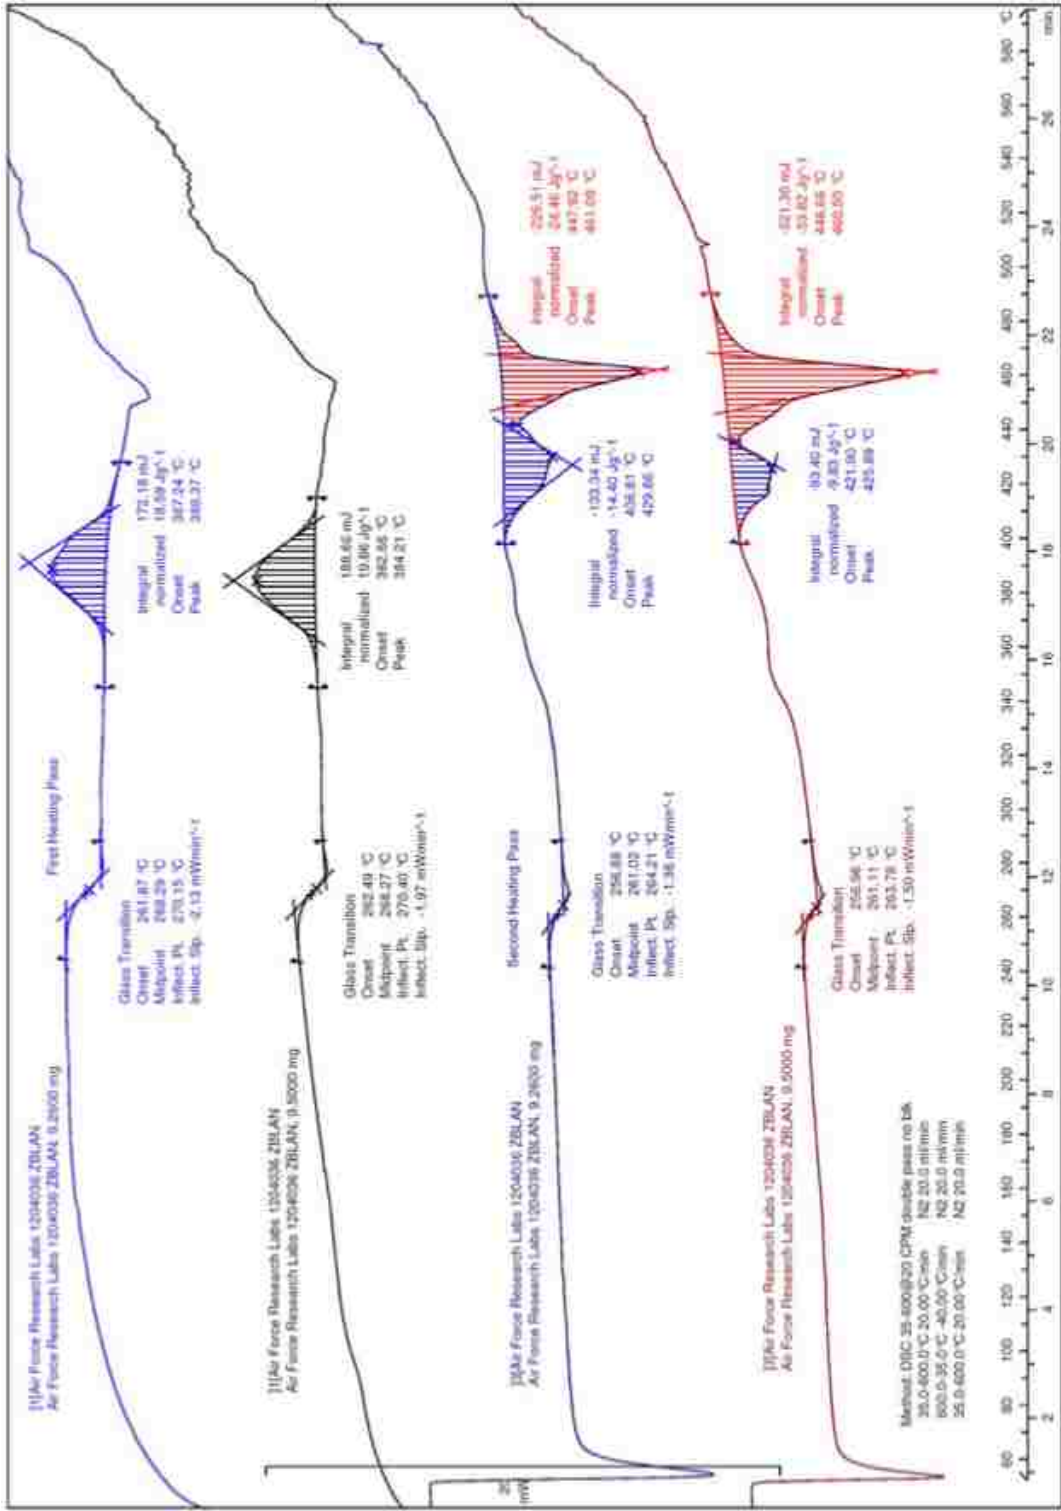 [1]Air Force Research Labs 1204036 ZBLAN
Air Force Research Labs 1204036 ZBLAN, 9.2600 mg
First Heating Pass
Glass Transition
Onset 261.87 °C
Midpoint 268.29 °C
Inflect. Pt. 270.15 °C
Inflect. Slp. -2.13 mWmin^-1
Integral 172.18 mJ
normalized 18.59 Jg^-1
Onset 367.24 °C
Peak 388.37 °C
[1]Air Force Research Labs 1204036 ZBLAN
Air Force Research Labs 1204036 ZBLAN, 9.5000 mg
Glass Transition
Onset 262.49 °C
Midpoint 268.27 °C
Inflect. Pt. 270.40 °C
Inflect. Slp. -1.97 mWmin^-1
Integral 188.66 mJ
normalized 19.86 Jg^-1
Onset 362.66 °C
Peak 384.21 °C
[3]Air Force Research Labs 1204036 ZBLAN
Air Force Research Labs 1204036 ZBLAN, 9.2600 mg
Second Heating Pass
Glass Transition
Onset 256.88 °C
Midpoint 261.02 °C
Inflect. Pt. 264.21 °C
Inflect. Slp. -1.35 mWmin^-1
Integral -133.34 mJ
normalized -14.40 Jg^-1
Onset 406.61 °C
Peak 429.66 °C
Integral -226.51 mJ
normalized -24.46 Jg^-1
Onset 447.92 °C
Peak 461.09 °C
[3]Air Force Research Labs 1204036 ZBLAN
Air Force Research Labs 1204036 ZBLAN, 9.5000 mg
Glass Transition
Onset 256.96 °C
Midpoint 261.11 °C
Inflect. Pt. 263.78 °C
Inflect. Slp. -1.50 mWmin^-1
Integral -93.40 mJ
normalized -9.83 Jg^-1
Onset 421.90 °C
Peak 425.89 °C
Integral -521.30 mJ
normalized
Onset 446.68 °C
Peak 460.50 °C
20
mW
Method: DSC 35-600@20 CPM double pass no blk
35.0-600.0°C 20.00°C/min N2 20.0 ml/min
600.0-35.0°C -40.00°C/min N2 20.0 ml/min
35.0-600.0°C 20.00°C/min N2 20.0 ml/min
60 80 100 120 140 160 180 200 220 240 260 280 300 320 340 360 380 400 420 440 460 480 500 520 540 560 580 °C
2 4 6 8 10 12 14 16 18 20 22 24 26 min